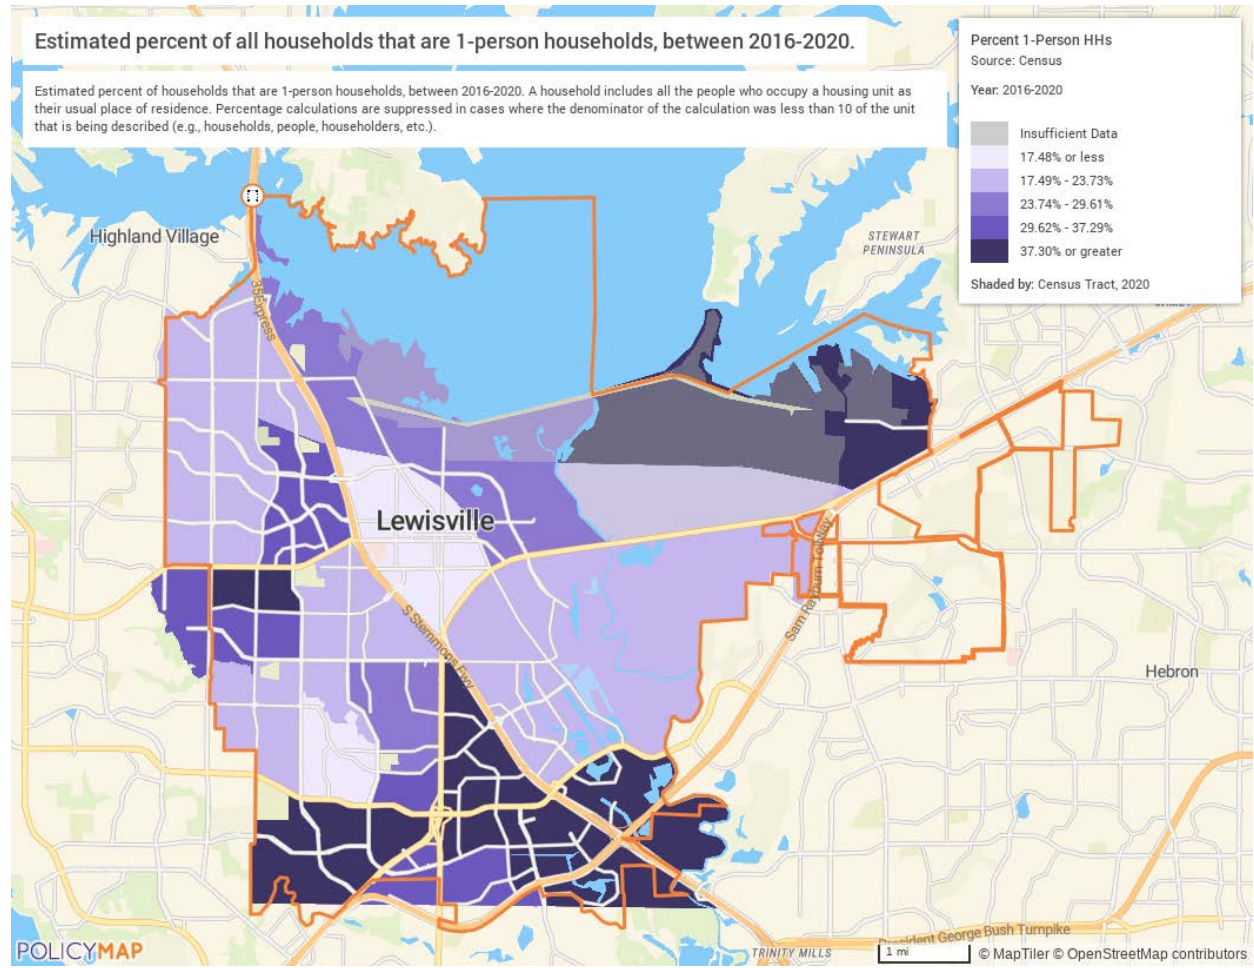 Estimated percent of all households that are 1-person households, between 2016-2020.
Estimated percent of households that are 1-person households, between 2016-2020. A household includes all the people who occupy a housing unit as
their usual place of residence. Percentage calculations are suppressed in cases where the denominator of the calculation was less than 10 of the unit
that is being described (e.g., households, people, householders, etc.).
Percent 1-Person HHs
Source: Census
Year: 2016-2020
Insufficient Data
17.48% or less
17.49% - 23.73%
23.74% - 29.61%
29.62% - 37.29%
37.30% or greater
Shaded by: Census Tract, 2020
Highland Village
STEWART
PENINSULA
35Express
Lewisville
S Stemmons Fwy
Sam Rayburn Tollway
Hebron
President George Bush Turnpike
TRINITY MILLS
1 mi
© MapTiler © OpenStreetMap contributors
POLICYMAP